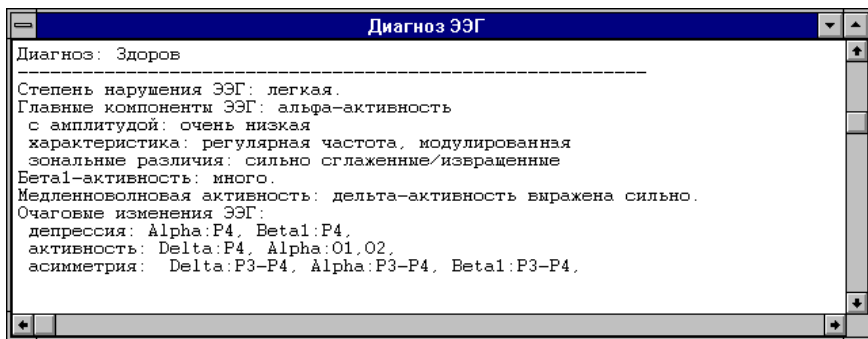 Диагноз ЭЭГ
Диагноз: Здоров
------------------------------------------------------------
Степень нарушения ЭЭГ: легкая.
Главные компоненты ЭЭГ: альфа-активность
с амплитудой: очень низкая
характеристика: регулярная частота, модулированная
зональные различия: сильно сглаженные/извращенные
Бета1-активность: много.
Медленноволновая активность: дельта-активность выражена сильно.
Очаговые изменения ЭЭГ:
депрессия: Alpha:P4, Beta1:P4,
активность: Delta:P4, Alpha:O1,O2,
асимметрия:  Delta:P3-P4, Alpha:P3-P4, Beta1:P3-P4,